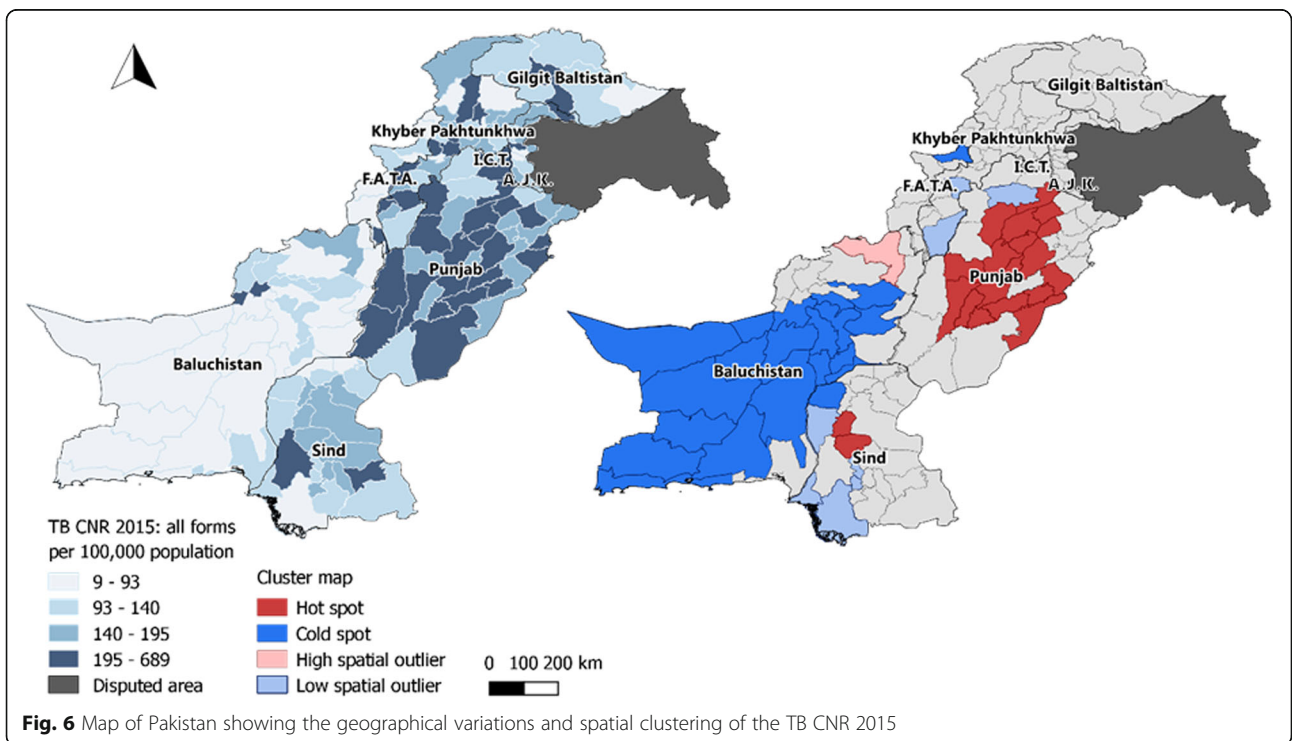 Gilgit Baltistan
Khyber Pakhtunkhwa
I.C.T.
F.A.T.A.
A. J. K.
Punjab
Baluchistan
Sind
Gilgit Baltistan
Khyber Pakhtunkhwa
I.C.T.
F.A.T.A.
A. J. K.
Punjab
Baluchistan
Sind
TB CNR 2015: all forms
per 100,000 population
9 - 93
93 - 140
140 - 195
195 - 689
Disputed area
Cluster map
Hot spot
Cold spot
High spatial outlier
Low spatial outlier
0 100 200 km
Fig. 6 Map of Pakistan showing the geographical variations and spatial clustering of the TB CNR 2015